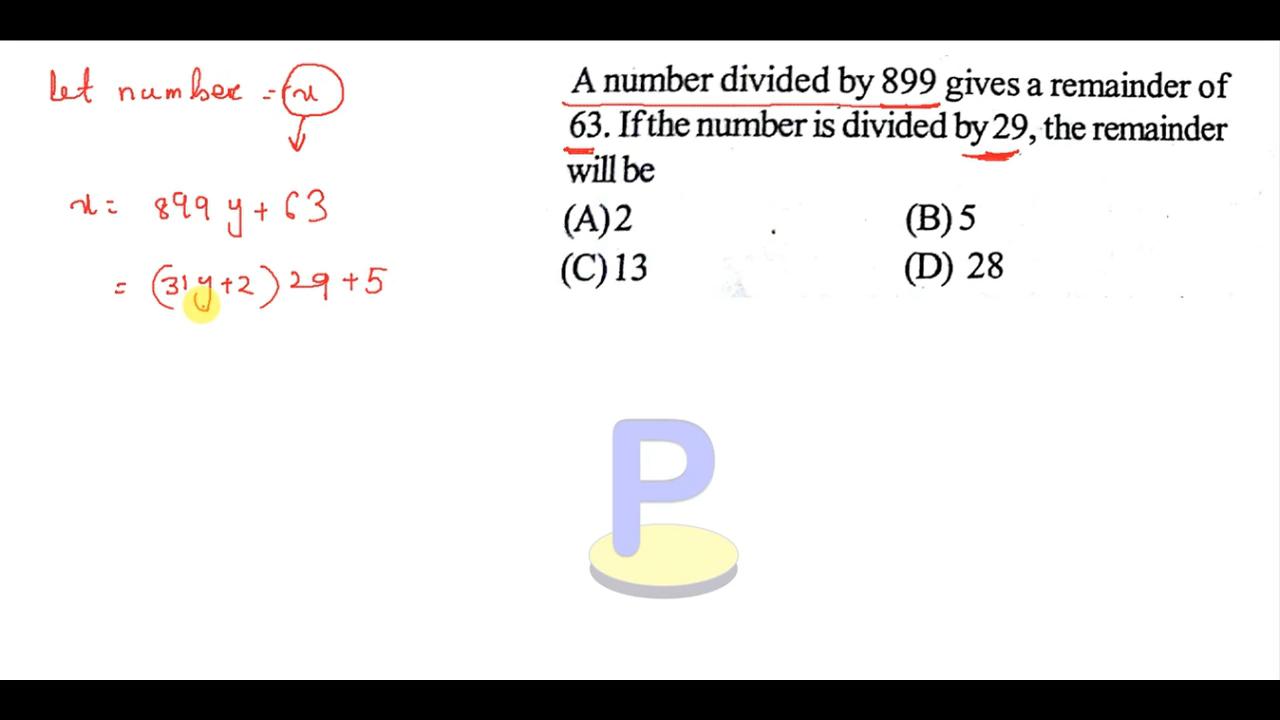 Let number = x
x = 899 y + 63
= (31y+2) 29 + 5
A number divided by 899 gives a remainder of
63. If the number is divided by 29, the remainder
will be
(A) 2 (B) 5
(C) 13 (D) 28
P